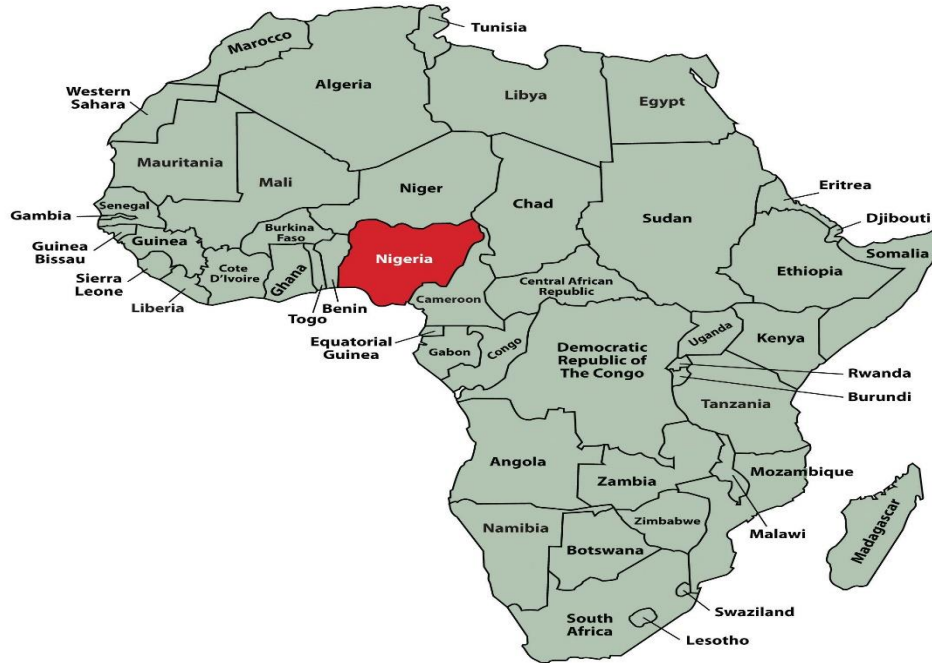 Tunisia
Marocco
Algeria
Libya
Egypt
Western
Sahara
Mauritania
Mali
Niger
Chad
Sudan
Eritrea
Djibouti
Somalia
Senegal
Gambia
Guinea
Bissau
Guinea
Sierra
Leone
Liberia
Cote
D'Ivoire
Burkina
Faso
Ghana
Togo
Benin
Nigeria
Cameroon
Central African
Republic
Ethiopia
Equatorial
Guinea
Gabon
Congo
Democratic
Republic of
The Congo
Uganda
Kenya
Rwanda
Burundi
Tanzania
Angola
Zambia
Mozambique
Malawi
Madagascar
Namibia
Zimbabwe
Botswana
Swaziland
South
Africa
Lesotho